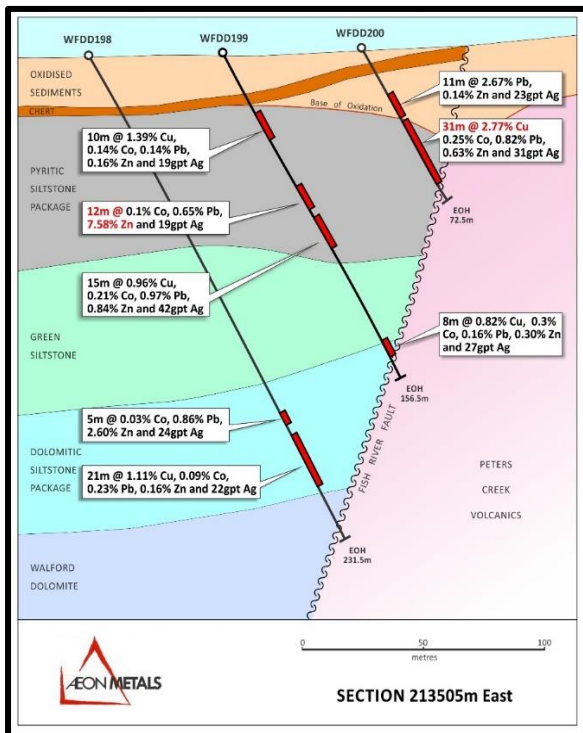 WFDD198
WFDD199
WFDD200
OXIDISED
SEDIMENTS
CHERT
Base of Oxidation
11m @ 2.67% Pb,
0.14% Zn and 23gpt Ag
10m @ 1.39% Cu,
0.14% Co, 0.14% Pb,
0.16% Zn and 19gpt Ag
31m @ 2.77% Cu
0.25% Co, 0.82% Pb,
0.63% Zn and 31gpt Ag
PYRITIC
SILTSTONE
PACKAGE
12m @ 0.1% Co, 0.65% Pb,
7.58% Zn and 19gpt Ag
EOH
72.5m
15m @ 0.96% Cu,
0.21% Co, 0.97% Pb,
0.84% Zn and 42gpt Ag
GREEN
SILTSTONE
8m @ 0.82% Cu, 0.3%
Co, 0.16% Pb, 0.30% Zn
and 27gpt Ag
EOH
156.5m
5m @ 0.03% Co, 0.86% Pb,
2.60% Zn and 24gpt Ag
DOLOMITIC
SILTSTONE
PACKAGE
21m @ 1.11% Cu, 0.09% Co,
0.23% Pb, 0.16% Zn and 22gpt Ag
FISH RIVER FAULT
PETERS
CREEK
VOLCANICS
EOH
231.5m
WALFORD
DOLOMITE
0 50 100
metres
ÆON METALS
SECTION 213505m East